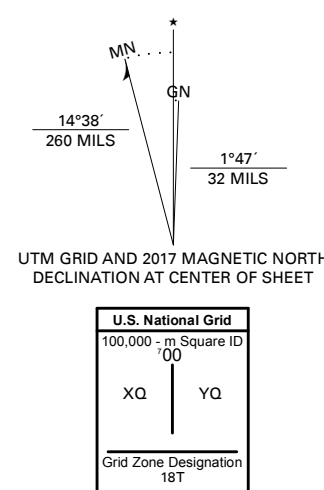 ★
MN
GN
14°38´
260 MILS
1°47´
32 MILS
UTM GRID AND 2017 MAGNETIC NORTH
DECLINATION AT CENTER OF SHEET
U.S. National Grid
100,000 - m Square ID
⁷00
XQ YQ
Grid Zone Designation
18T